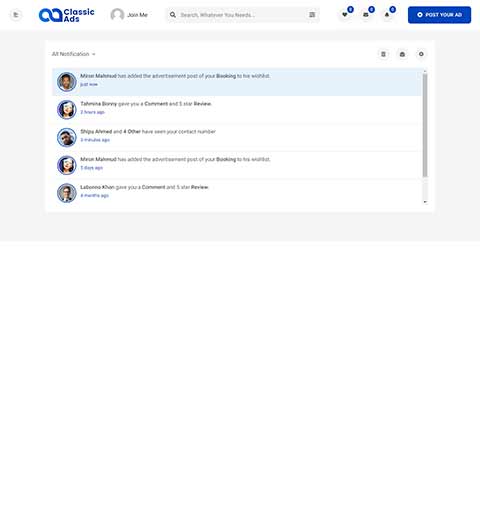 Classic
Ads
Join Me
Search, Whatever You Needs...
0
0
0
POST YOUR AD
All Notification
Miron Mahmud has added the advertisement post of your Booking to his wishlist.
just now
Tahmina Bonny gave you a Comment and 5 star Review.
2 hours ago
Shipu Ahmed and 4 Other have seen your contact number
3 minutes ago
Miron Mahmud has added the advertisement post of your Booking to his wishlist.
5 days ago
Labonno Khan gave you a Comment and 5 star Review.
4 months ago